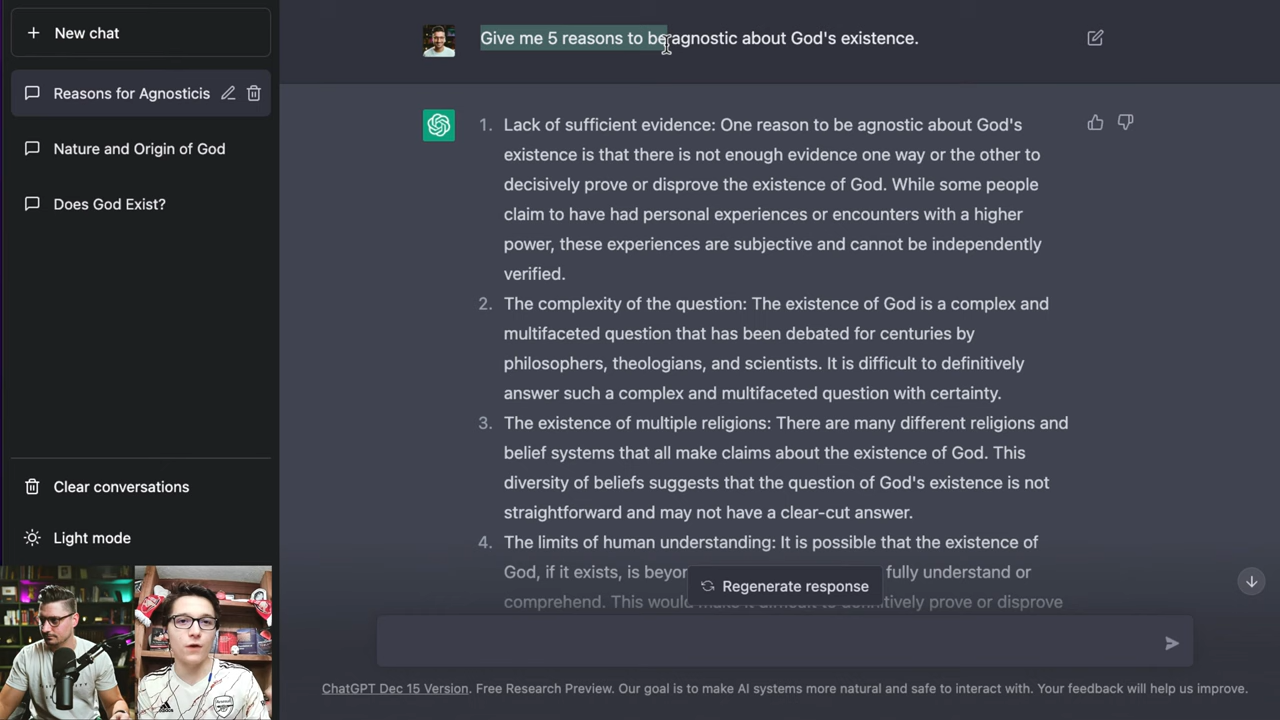 New chat
Reasons for Agnosticis
Nature and Origin of God
Does God Exist?
Clear conversations
Light mode
Give me 5 reasons to be agnostic about God's existence.
1. Lack of sufficient evidence: One reason to be agnostic about God's
existence is that there is not enough evidence one way or the other to
decisively prove or disprove the existence of God. While some people
claim to have had personal experiences or encounters with a higher
power, these experiences are subjective and cannot be independently
verified.
2. The complexity of the question: The existence of God is a complex and
multifaceted question that has been debated for centuries by
philosophers, theologians, and scientists. It is difficult to definitively
answer such a complex and multifaceted question with certainty.
3. The existence of multiple religions: There are many different religions and
belief systems that all make claims about the existence of God. This
diversity of beliefs suggests that the question of God's existence is not
straightforward and may not have a clear-cut answer.
4. The limits of human understanding: It is possible that the existence of
God, if it exists, is fully understand or
comprehend. This would make it difficult to definitively prove or disprove
Regenerate response
ChatGPT Dec 15 Version. Free Research Preview. Our goal is to make AI systems more natural and safe to interact with. Your feedback will help us improve.